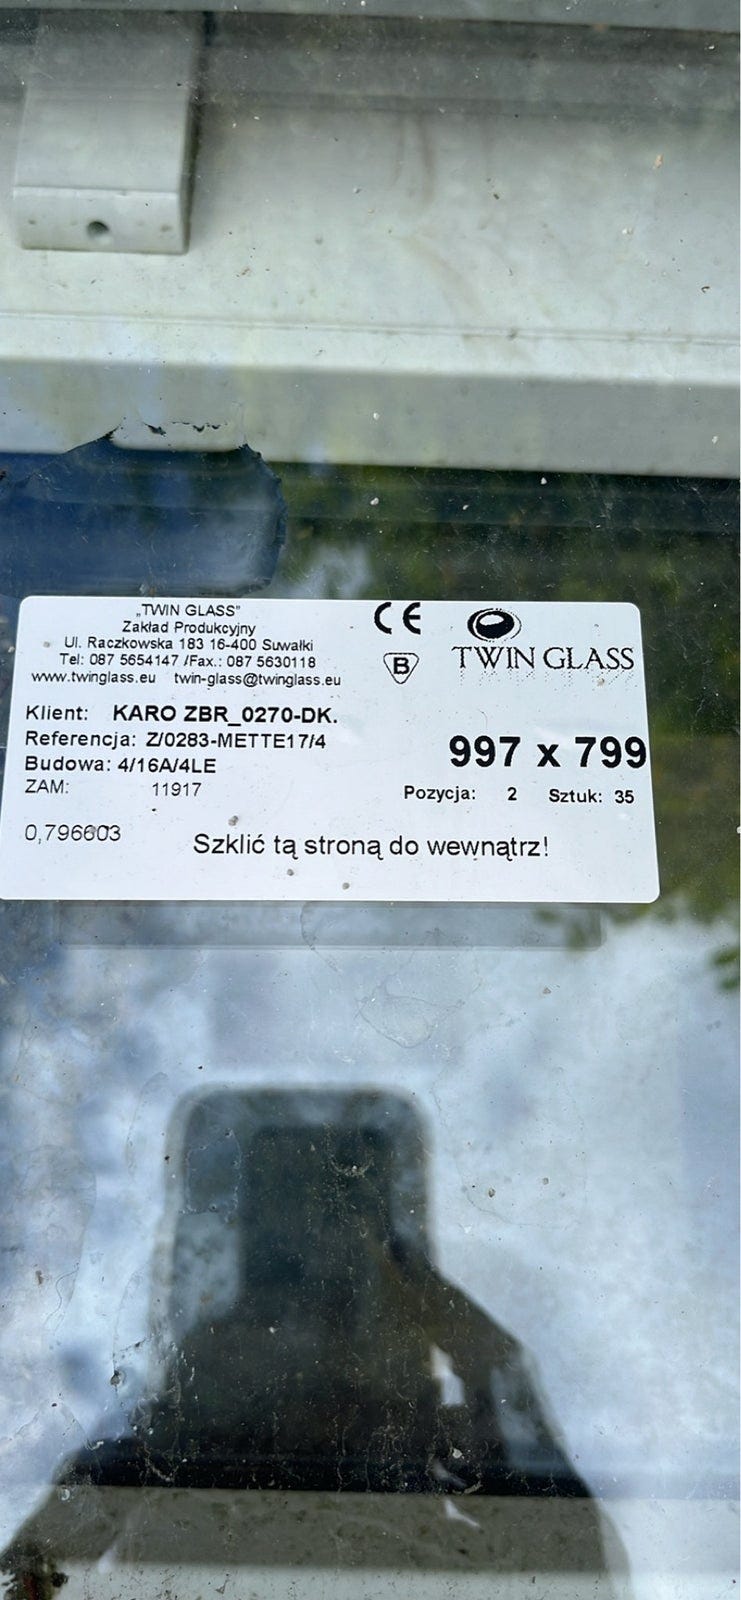 „TWIN GLASS”
Zakład Produkcyjny
Ul. Raczkowska 183 16-400 Suwałki
Tel: 087 5654147 /Fax.: 087 5630118
www.twinglass.eu twin-glass@twinglass.eu
CE
B
TWIN GLASS
Klient: KARO ZBR_0270-DK.
Referencja: Z/0283-METTE17/4
Budowa: 4/16A/4LE
ZAM: 11917
997 x 799
Pozycja: 2 Sztuk: 35
0,796603
Szklić tą stroną do wewnątrz!